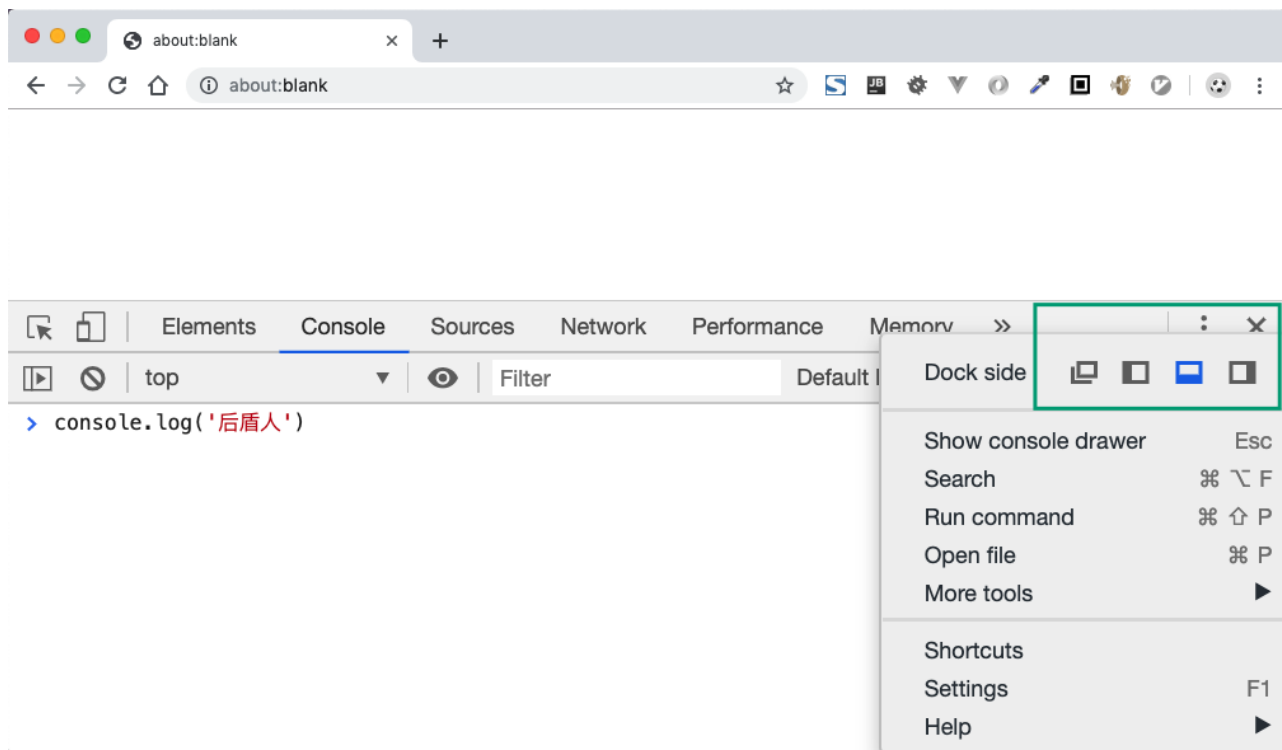 about:blank
about:blank
Elements Console Sources Network Performance Memory
top Filter Default
Dock side
console.log('后盾人')
Show console drawer Esc
Search ⌘ ⌥ F
Run command ⌘ ⇧ P
Open file ⌘ P
More tools
Shortcuts
Settings F1
Help